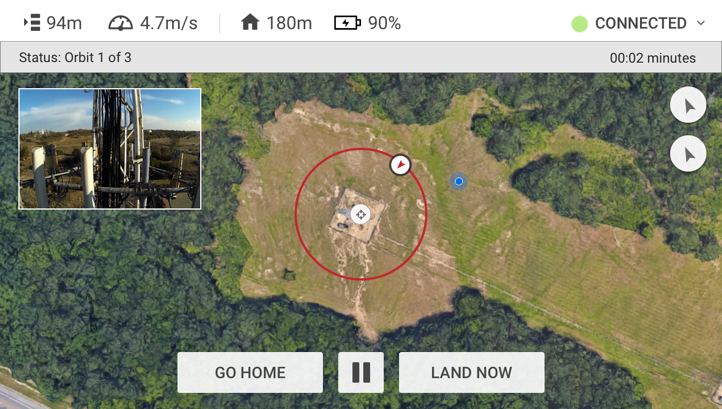 94m 4.7m/s 180m 90% CONNECTED
Status: Orbit 1 of 3 00:02 minutes
GO HOME LAND NOW